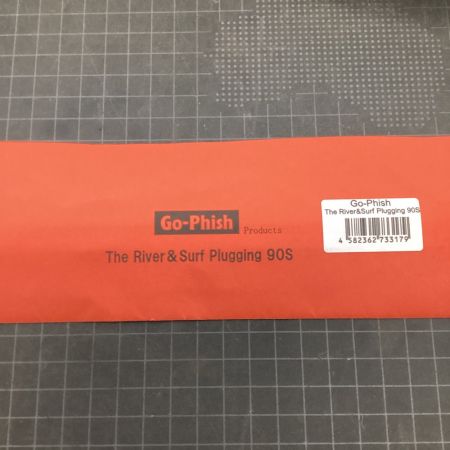 Go-Phish Products
The River & Surf Plugging 90S
Go-Phish
The River&Surf Plugging 90S
4 582362 733179